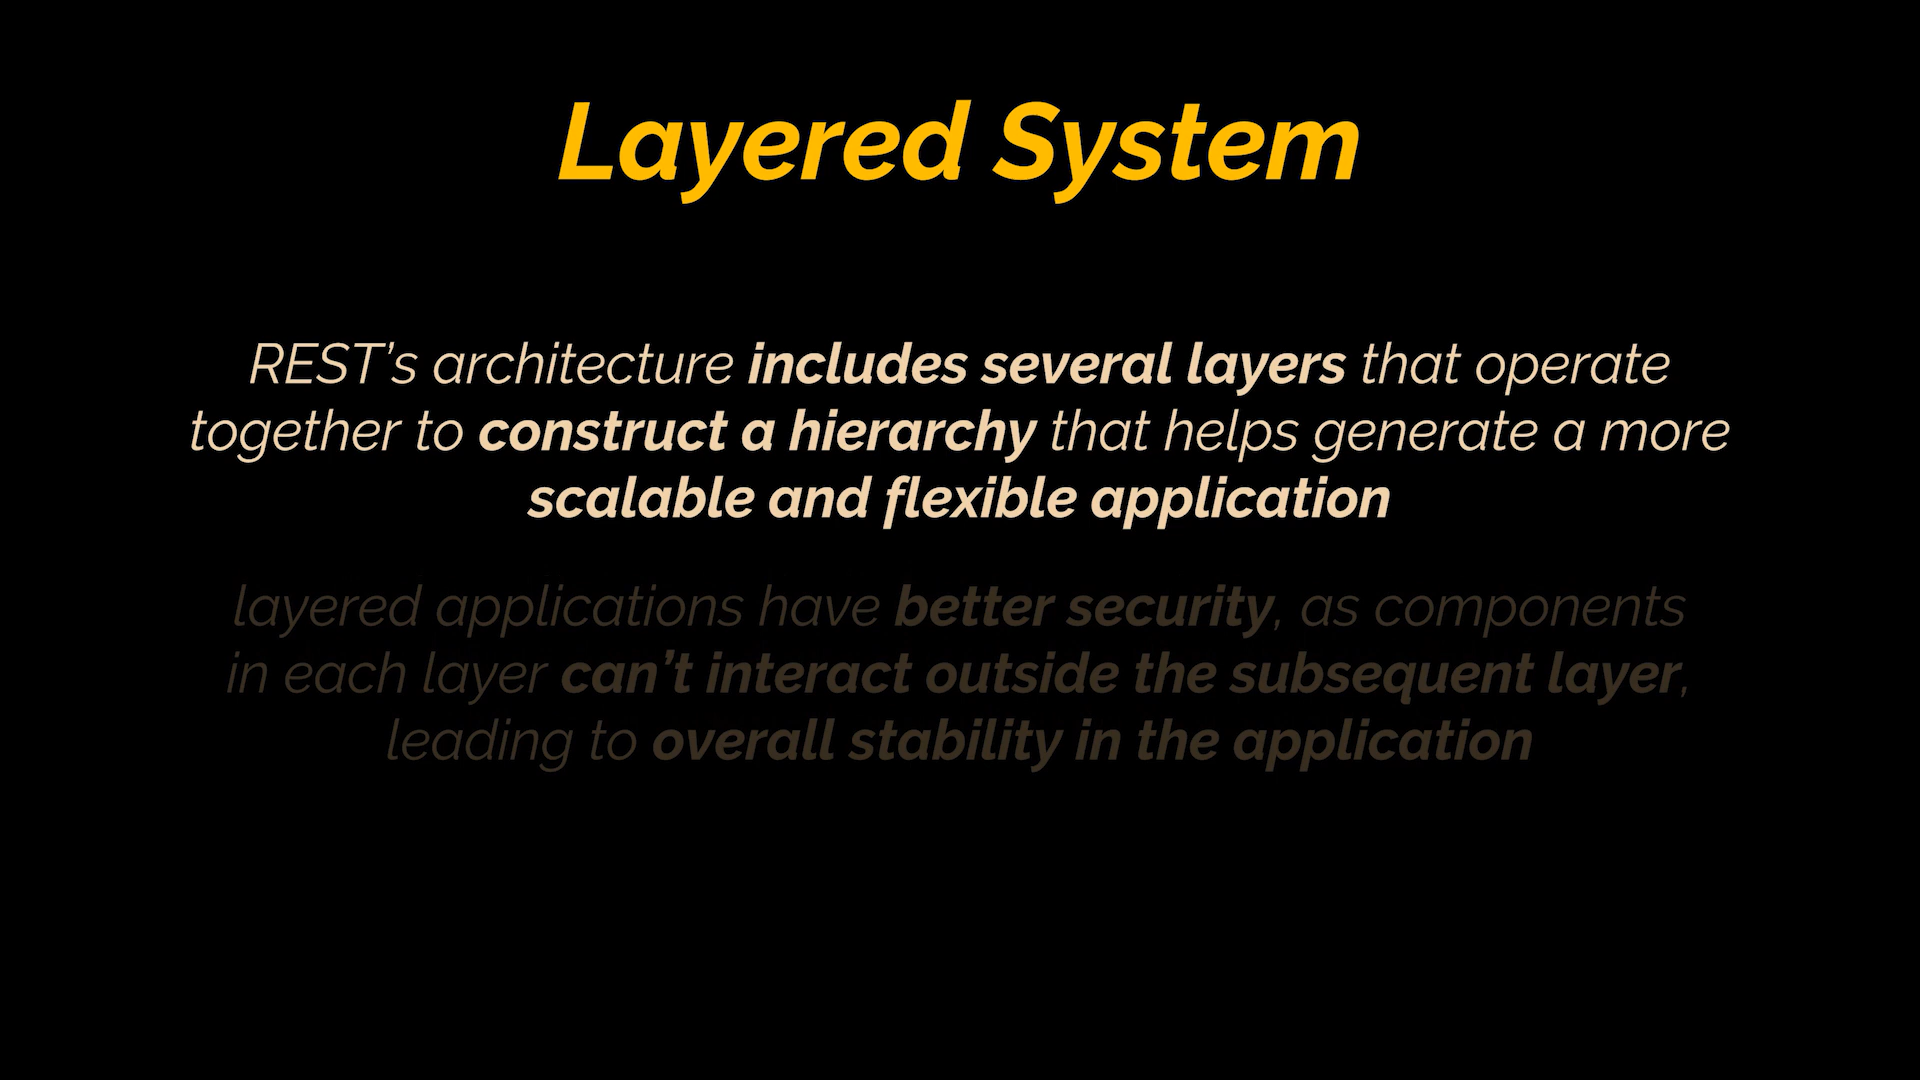 Layered System
REST’s architecture includes several layers that operate
together to construct a hierarchy that helps generate a more
scalable and flexible application
layered applications have better security, as components
in each layer can’t interact outside the subsequent layer,
leading to overall stability in the application